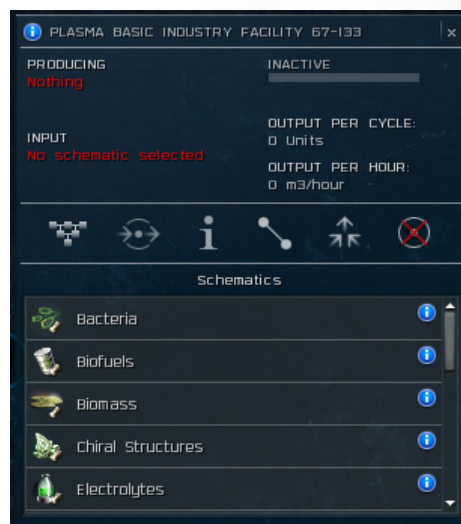 PLASMA BASIC INDUSTRY FACILITY 67-133
PRODUCING
Nothing
INACTIVE
INPUT
No schematic selected
OUTPUT PER CYCLE:
0 Units
OUTPUT PER HOUR:
0 m3/hour
Schematics
Bacteria
Biofuels
Biomass
Chiral Structures
Electrolytes